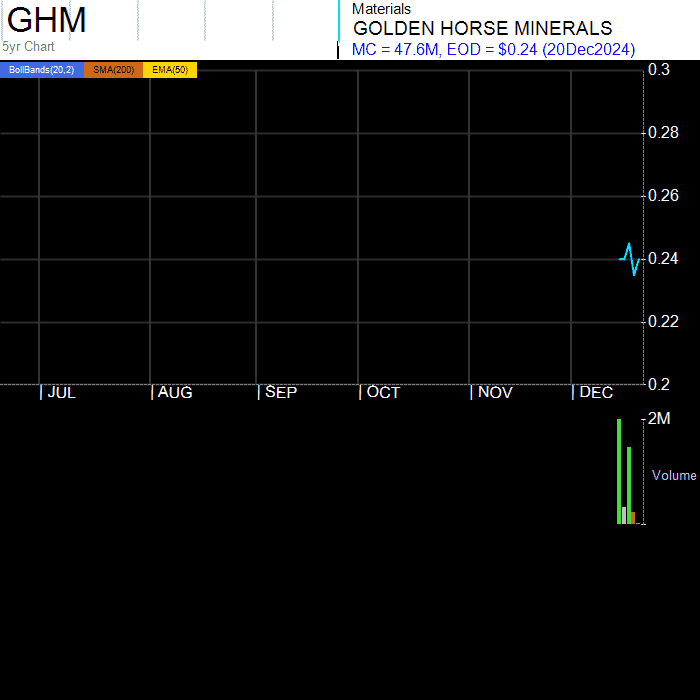 GHM
5yr Chart
Materials
GOLDEN HORSE MINERALS
MC = 47.6M, EOD = $0.24 (20Dec2024)
BollBands(20,2) SMA(200) EMA(50)
0.3
0.28
0.26
0.24
0.22
0.2
JUL AUG SEP OCT NOV DEC
2M
Volume